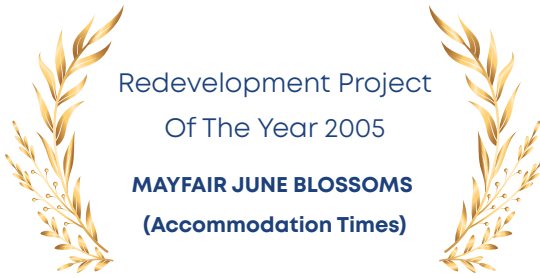 Redevelopment Project
Of The Year 2005
MAYFAIR JUNE BLOSSOMS
(Accommodation Times)